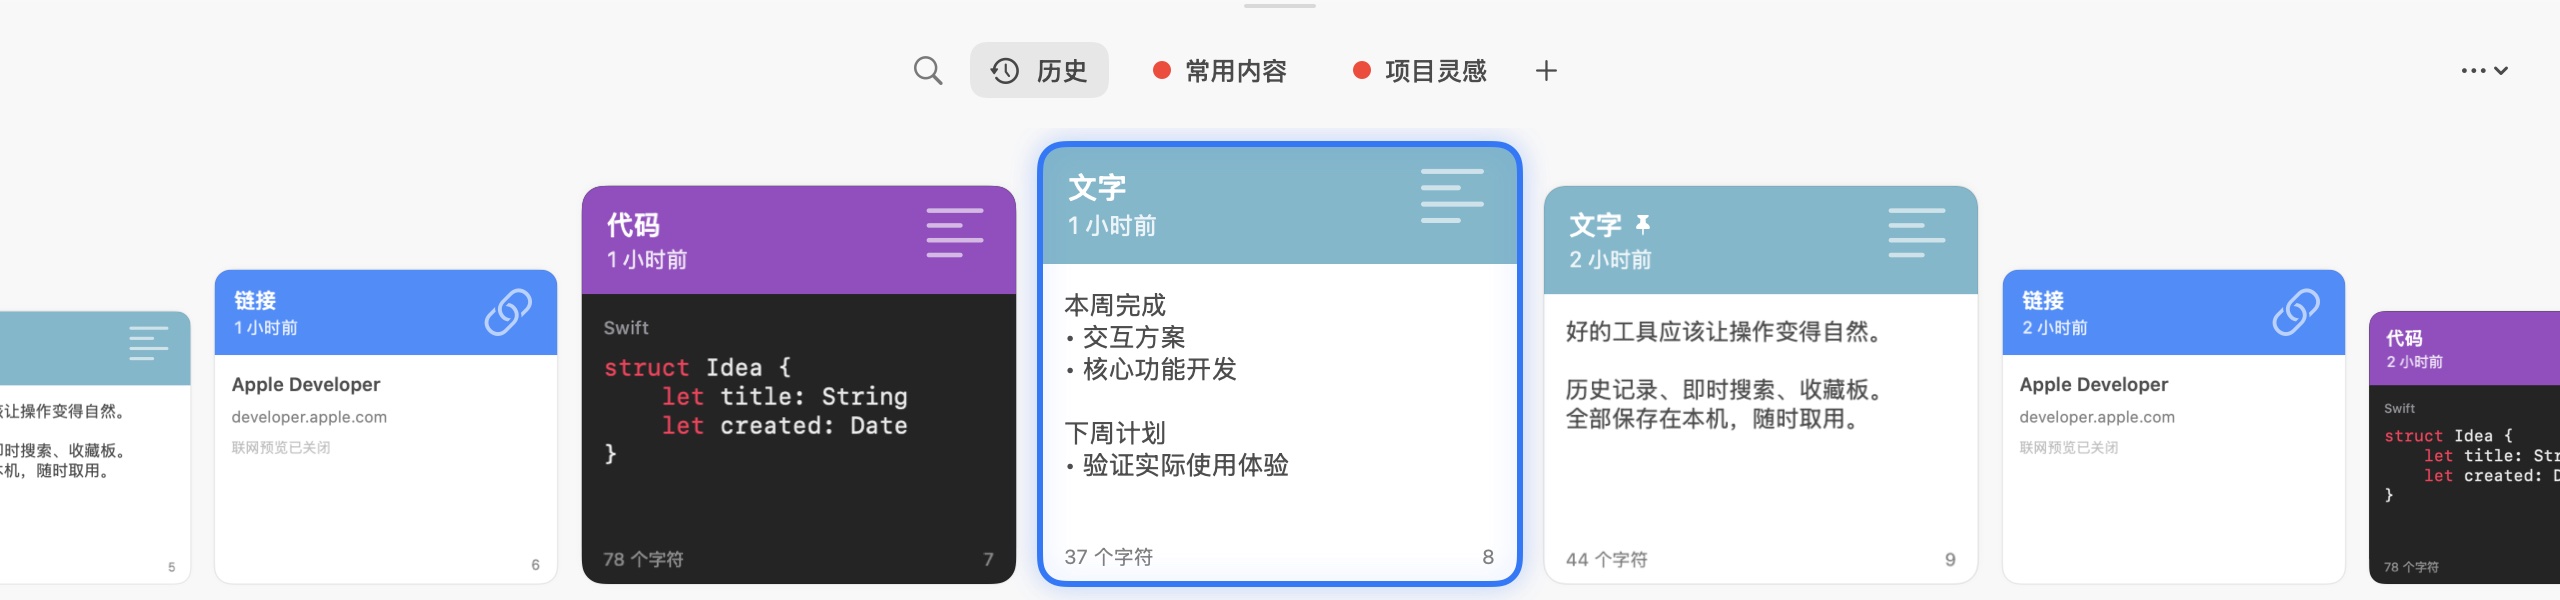 历史
常用内容
项目灵感
该让操作变得自然。
即时搜索、收藏板。
本机，随时取用。
5
链接
1 小时前
Apple Developer
developer.apple.com
联网预览已关闭
6
代码
1 小时前
Swift
struct Idea {
    let title: String
    let created: Date
}
78 个字符
7
文字
1 小时前
本周完成
• 交互方案
• 核心功能开发
下周计划
• 验证实际使用体验
37 个字符
8
文字
2 小时前
好的工具应该让操作变得自然。
历史记录、即时搜索、收藏板。
全部保存在本机，随时取用。
44 个字符
9
链接
2 小时前
Apple Developer
developer.apple.com
联网预览已关闭
代码
2 小时前
Swift
struct Idea {
    let title: Str
    let created: D
}
78 个字符